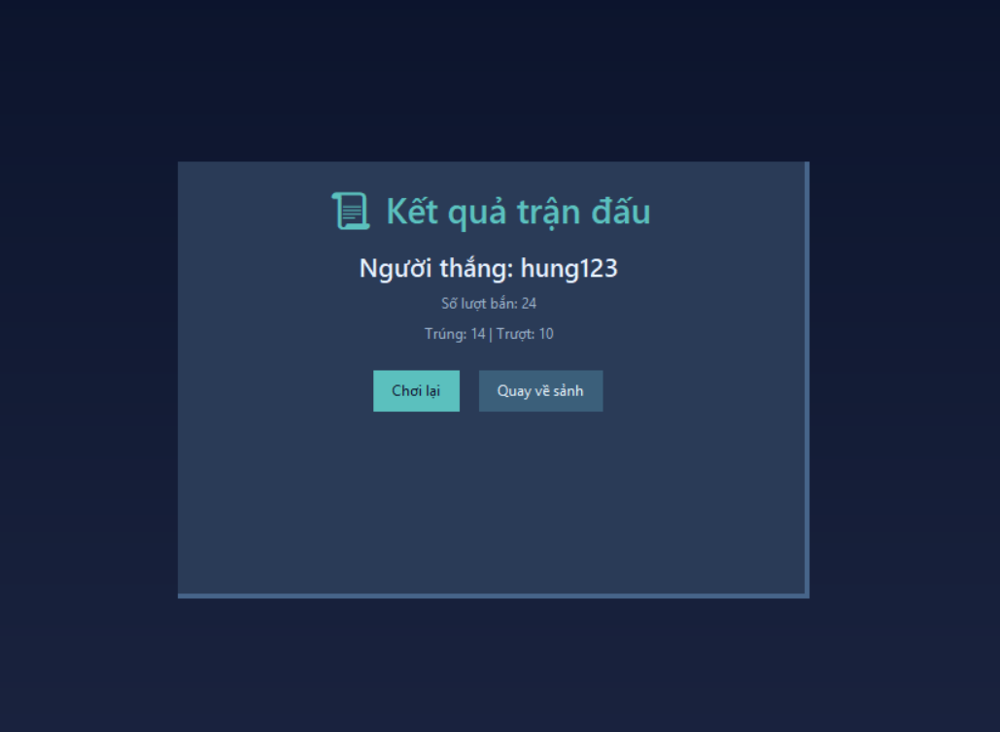 Kết quả trận đấu
Người thắng: hung123
Số lượt bắn: 24
Trúng: 14 | Trượt: 10
Chơi lại
Quay về sảnh